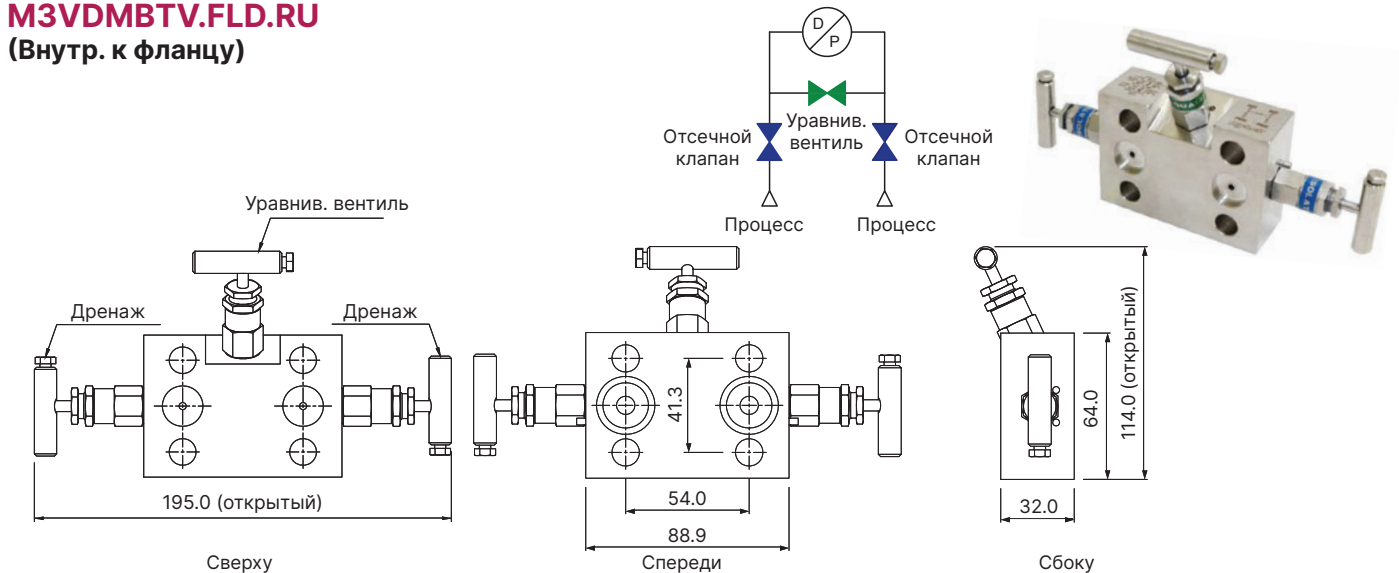 M3VDMBTV.FLD.RU
(Внутр. к фланцу)
D
P
Отсечной
клапан
Уравнив.
вентиль
Отсечной
клапан
Процесс
Процесс
Уравнив. вентиль
Дренаж
Дренаж
195.0 (открытый)
Сверху
41.3
54.0
88.9
Спереди
64.0
114.0 (открытый)
32.0
Сбоку